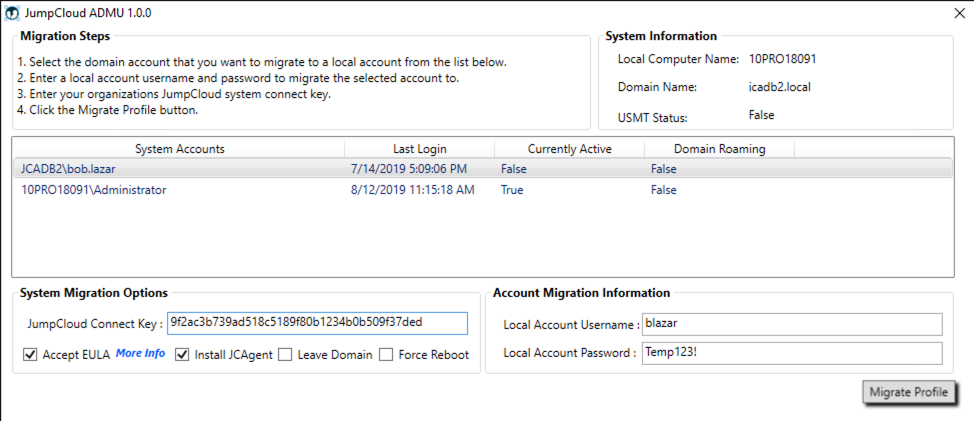 JumpCloud ADMU 1.0.0
Migration Steps
1. Select the domain account that you want to migrate to a local account from the list below.
2. Enter a local account username and password to migrate the selected account to.
3. Enter your organizations JumpCloud system connect key.
4. Click the Migrate Profile button.
System Information
Local Computer Name: 10PRO18091
Domain Name: icadb2.local
USMT Status: False
System Accounts Last Login Currently Active Domain Roaming
JCADB2\bob.lazar 7/14/2019 5:09:06 PM False False
10PRO18091\Administrator 8/12/2019 11:15:18 AM True False
System Migration Options
JumpCloud Connect Key : 9f2ac3b739ad518c5189f80b1234b0b509f37ded
Accept EULA More Info Install JCAgent Leave Domain Force Reboot
Account Migration Information
Local Account Username : blazar
Local Account Password : Temp123!
Migrate Profile